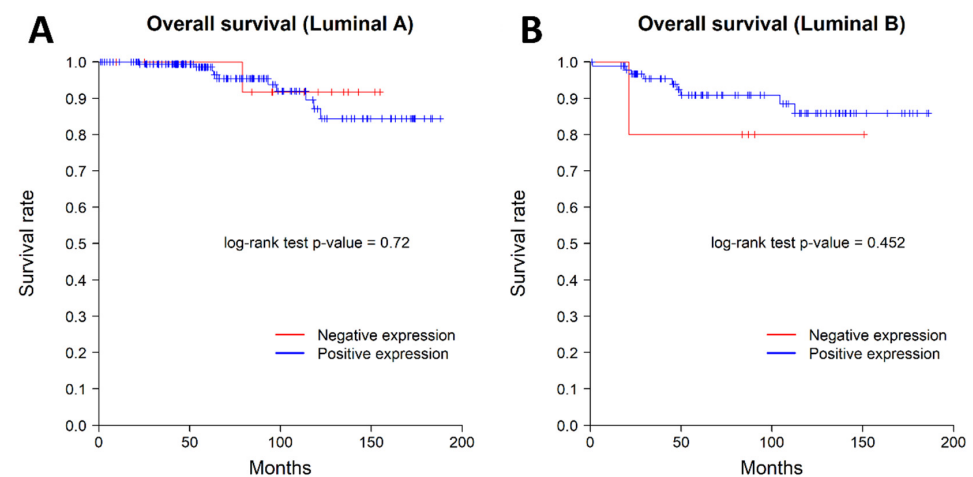 A
Overall survival (Luminal A)
1.0
0.9
0.8
0.7
0.6
0.5
0.4
0.3
0.2
0.1
0.0
Survival rate
log-rank test p-value = 0.72
Negative expression
Positive expression
0 50 100 150 200
Months
B
Overall survival (Luminal B)
1.0
0.9
0.8
0.7
0.6
0.5
0.4
0.3
0.2
0.1
0.0
Survival rate
log-rank test p-value = 0.452
Negative expression
Positive expression
0 50 100 150 200
Months